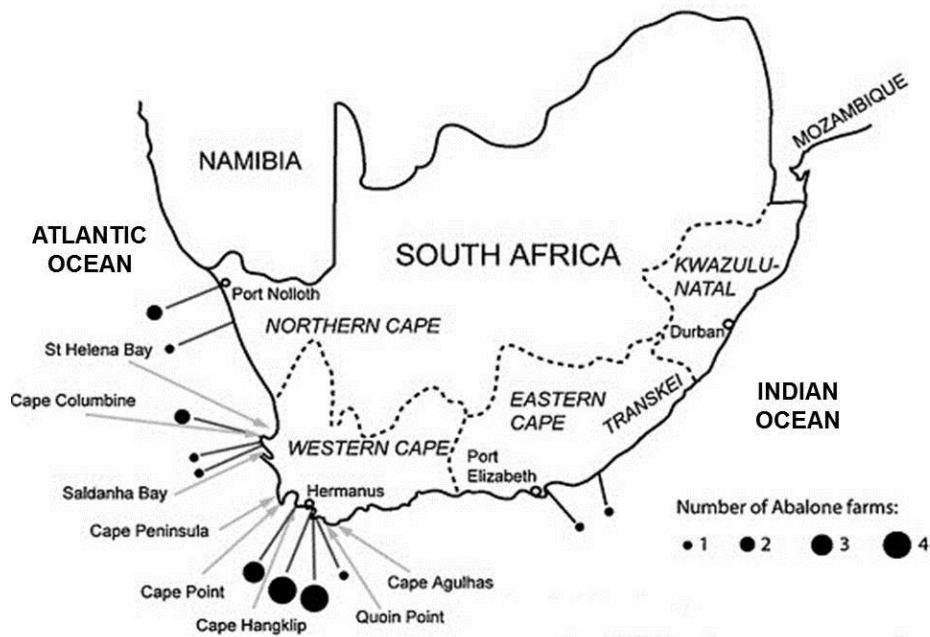 MOZAMBIQUE
NAMIBIA
ATLANTIC
OCEAN
SOUTH AFRICA
KWAZULU-
NATAL
Port Nolloth
NORTHERN CAPE
Durban
St Helena Bay
Cape Columbine
EASTERN
CAPE
TRANSKEI
INDIAN
OCEAN
WESTERN CAPE
Port
Elizabeth
Saldanha Bay
Hermanus
Cape Peninsula
Number of Abalone farms:
1 2 3 4
Cape Point
Cape Agulhas
Cape Hangklip
Quoin Point